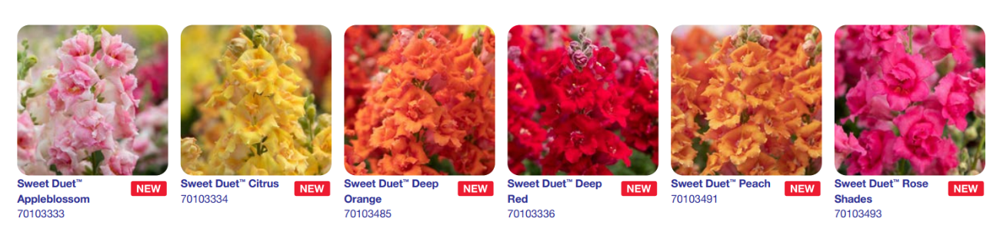 Sweet Duet™
Appleblossom
NEW
70103333
Sweet Duet™ Citrus
NEW
70103334
Sweet Duet™ Deep
Orange
NEW
70103485
Sweet Duet™ Deep
Red
NEW
70103336
Sweet Duet™ Peach
NEW
70103491
Sweet Duet™ Rose
Shades
NEW
70103493